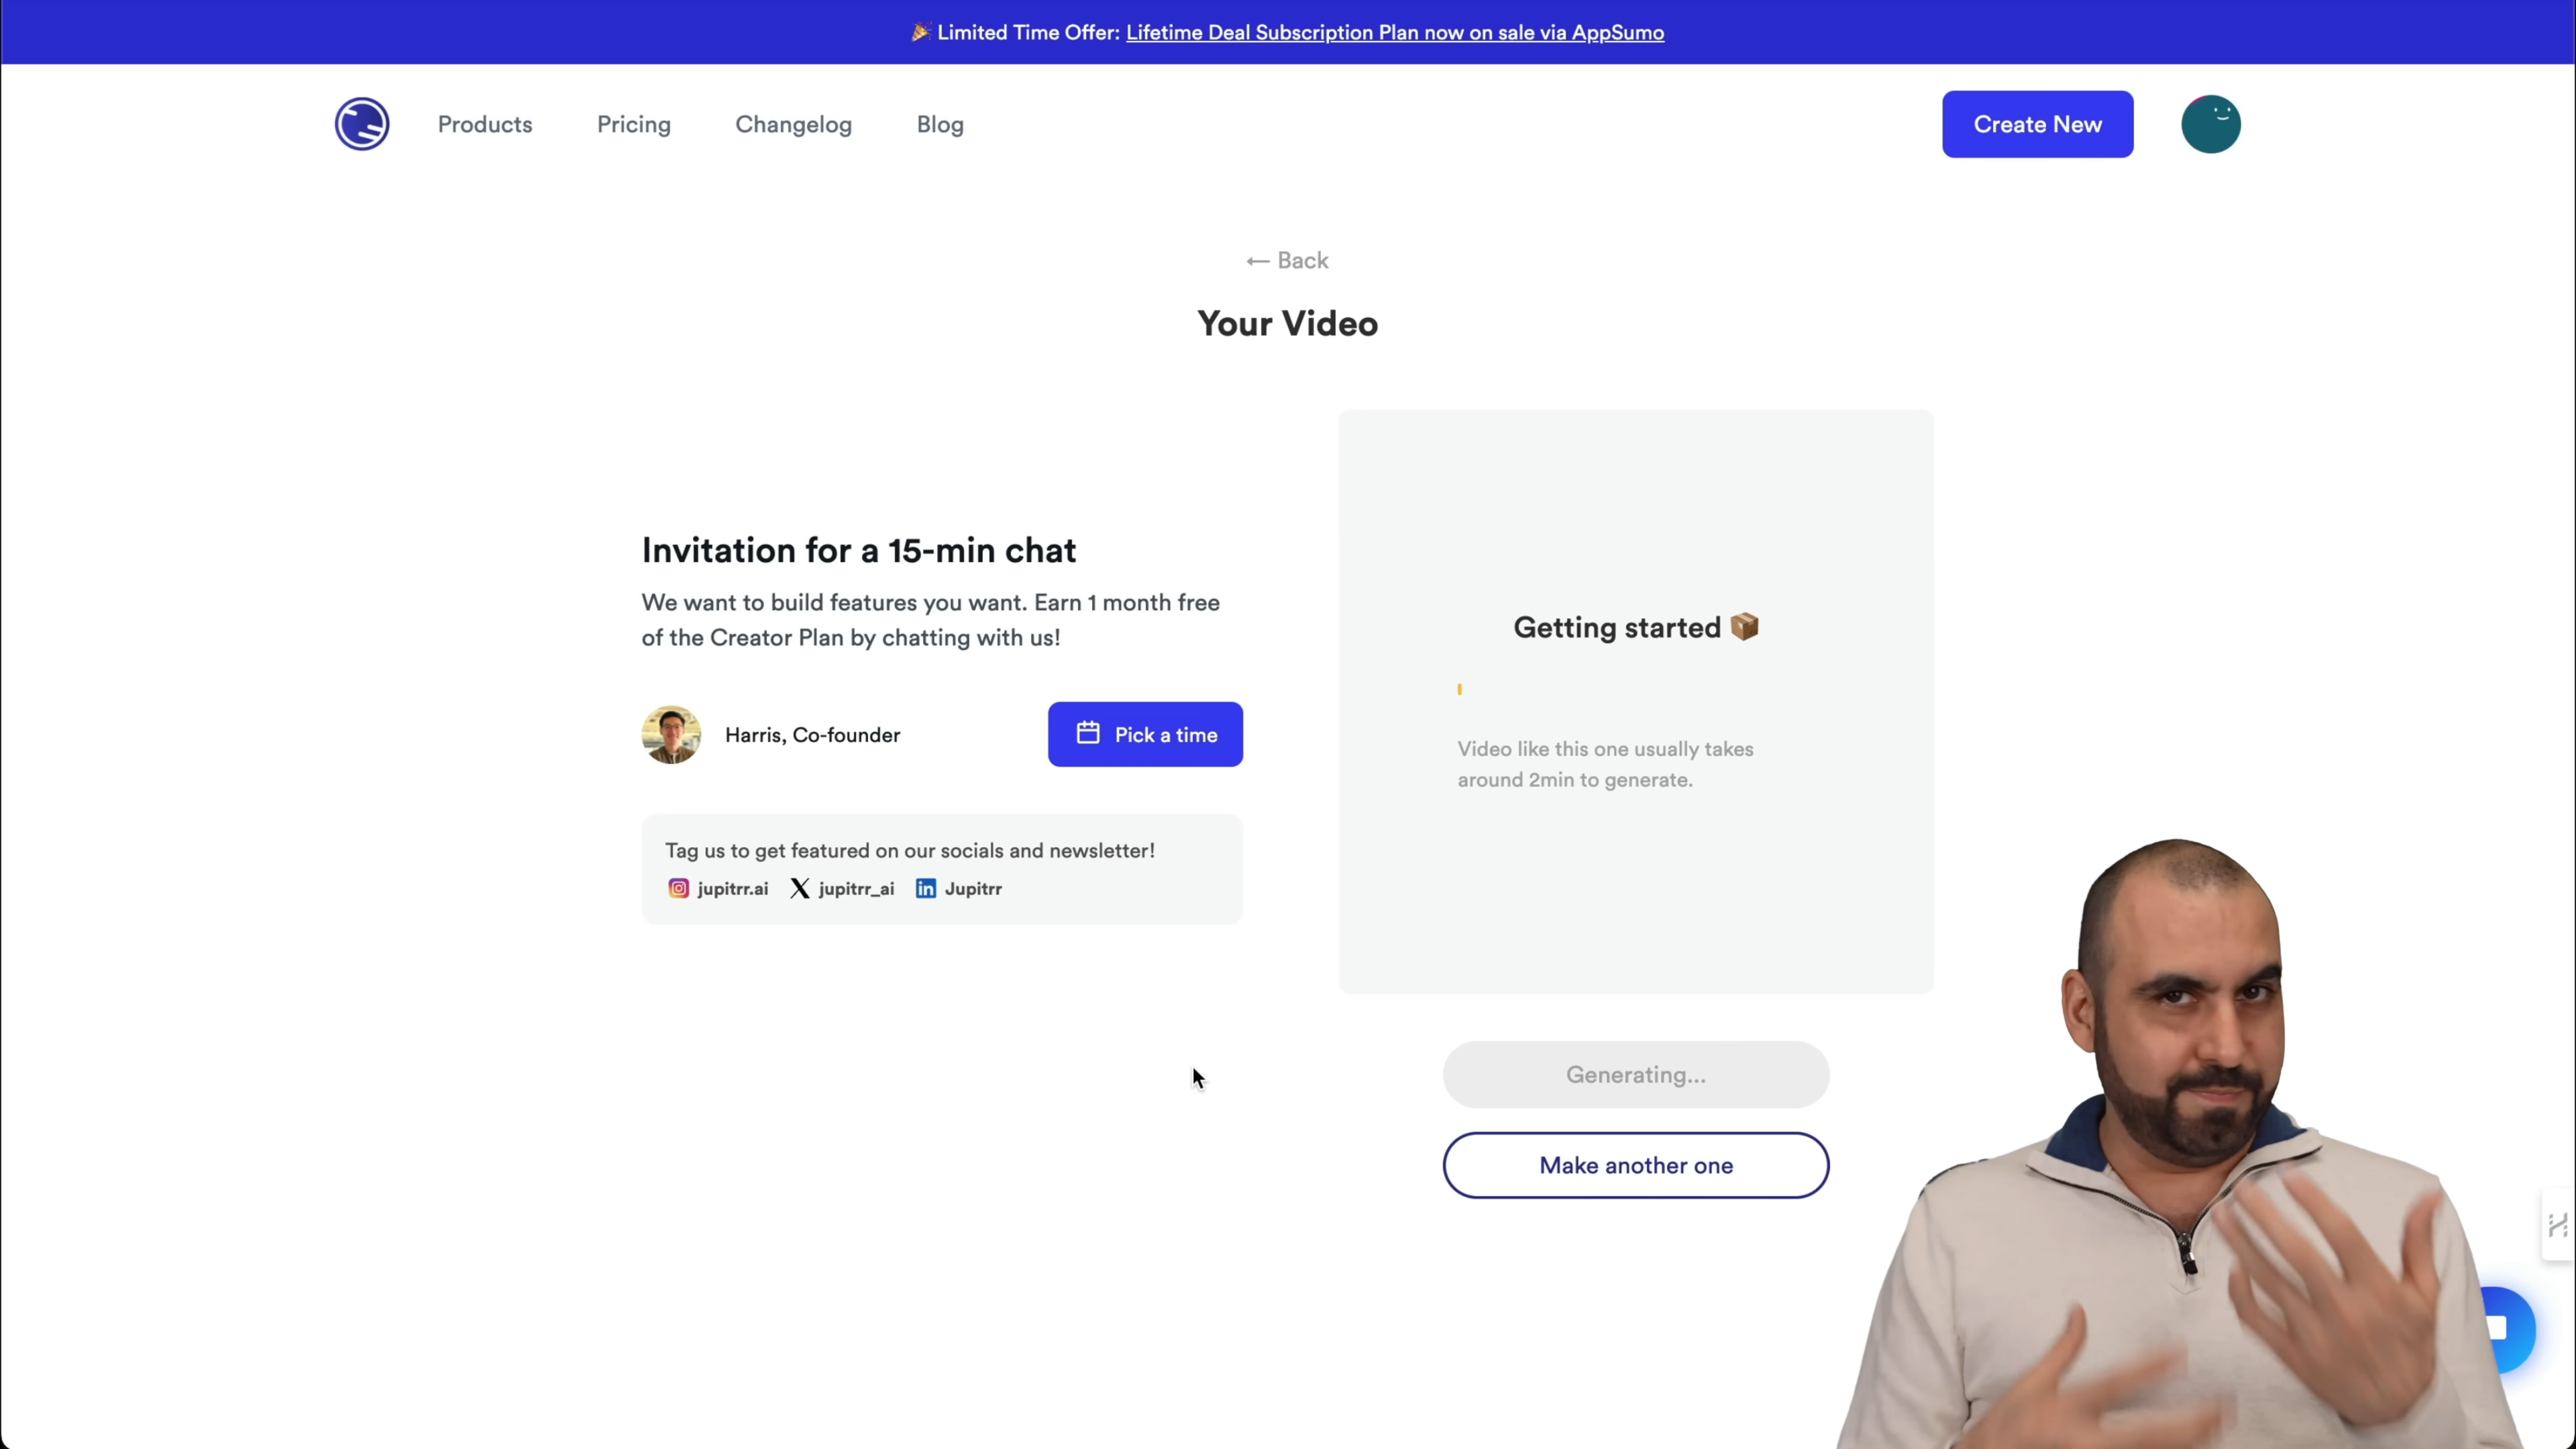 🎉 Limited Time Offer: Lifetime Deal Subscription Plan now on sale via AppSumo
Products Pricing Changelog Blog Create New
← Back
Your Video
Invitation for a 15-min chat
We want to build features you want. Earn 1 month free
of the Creator Plan by chatting with us!
Harris, Co-founder
Pick a time
Tag us to get featured on our socials and newsletter!
jupitrr.ai jupitrr_ai Jupitrr
Getting started 📦
Video like this one usually takes
around 2min to generate.
Generating...
Make another one